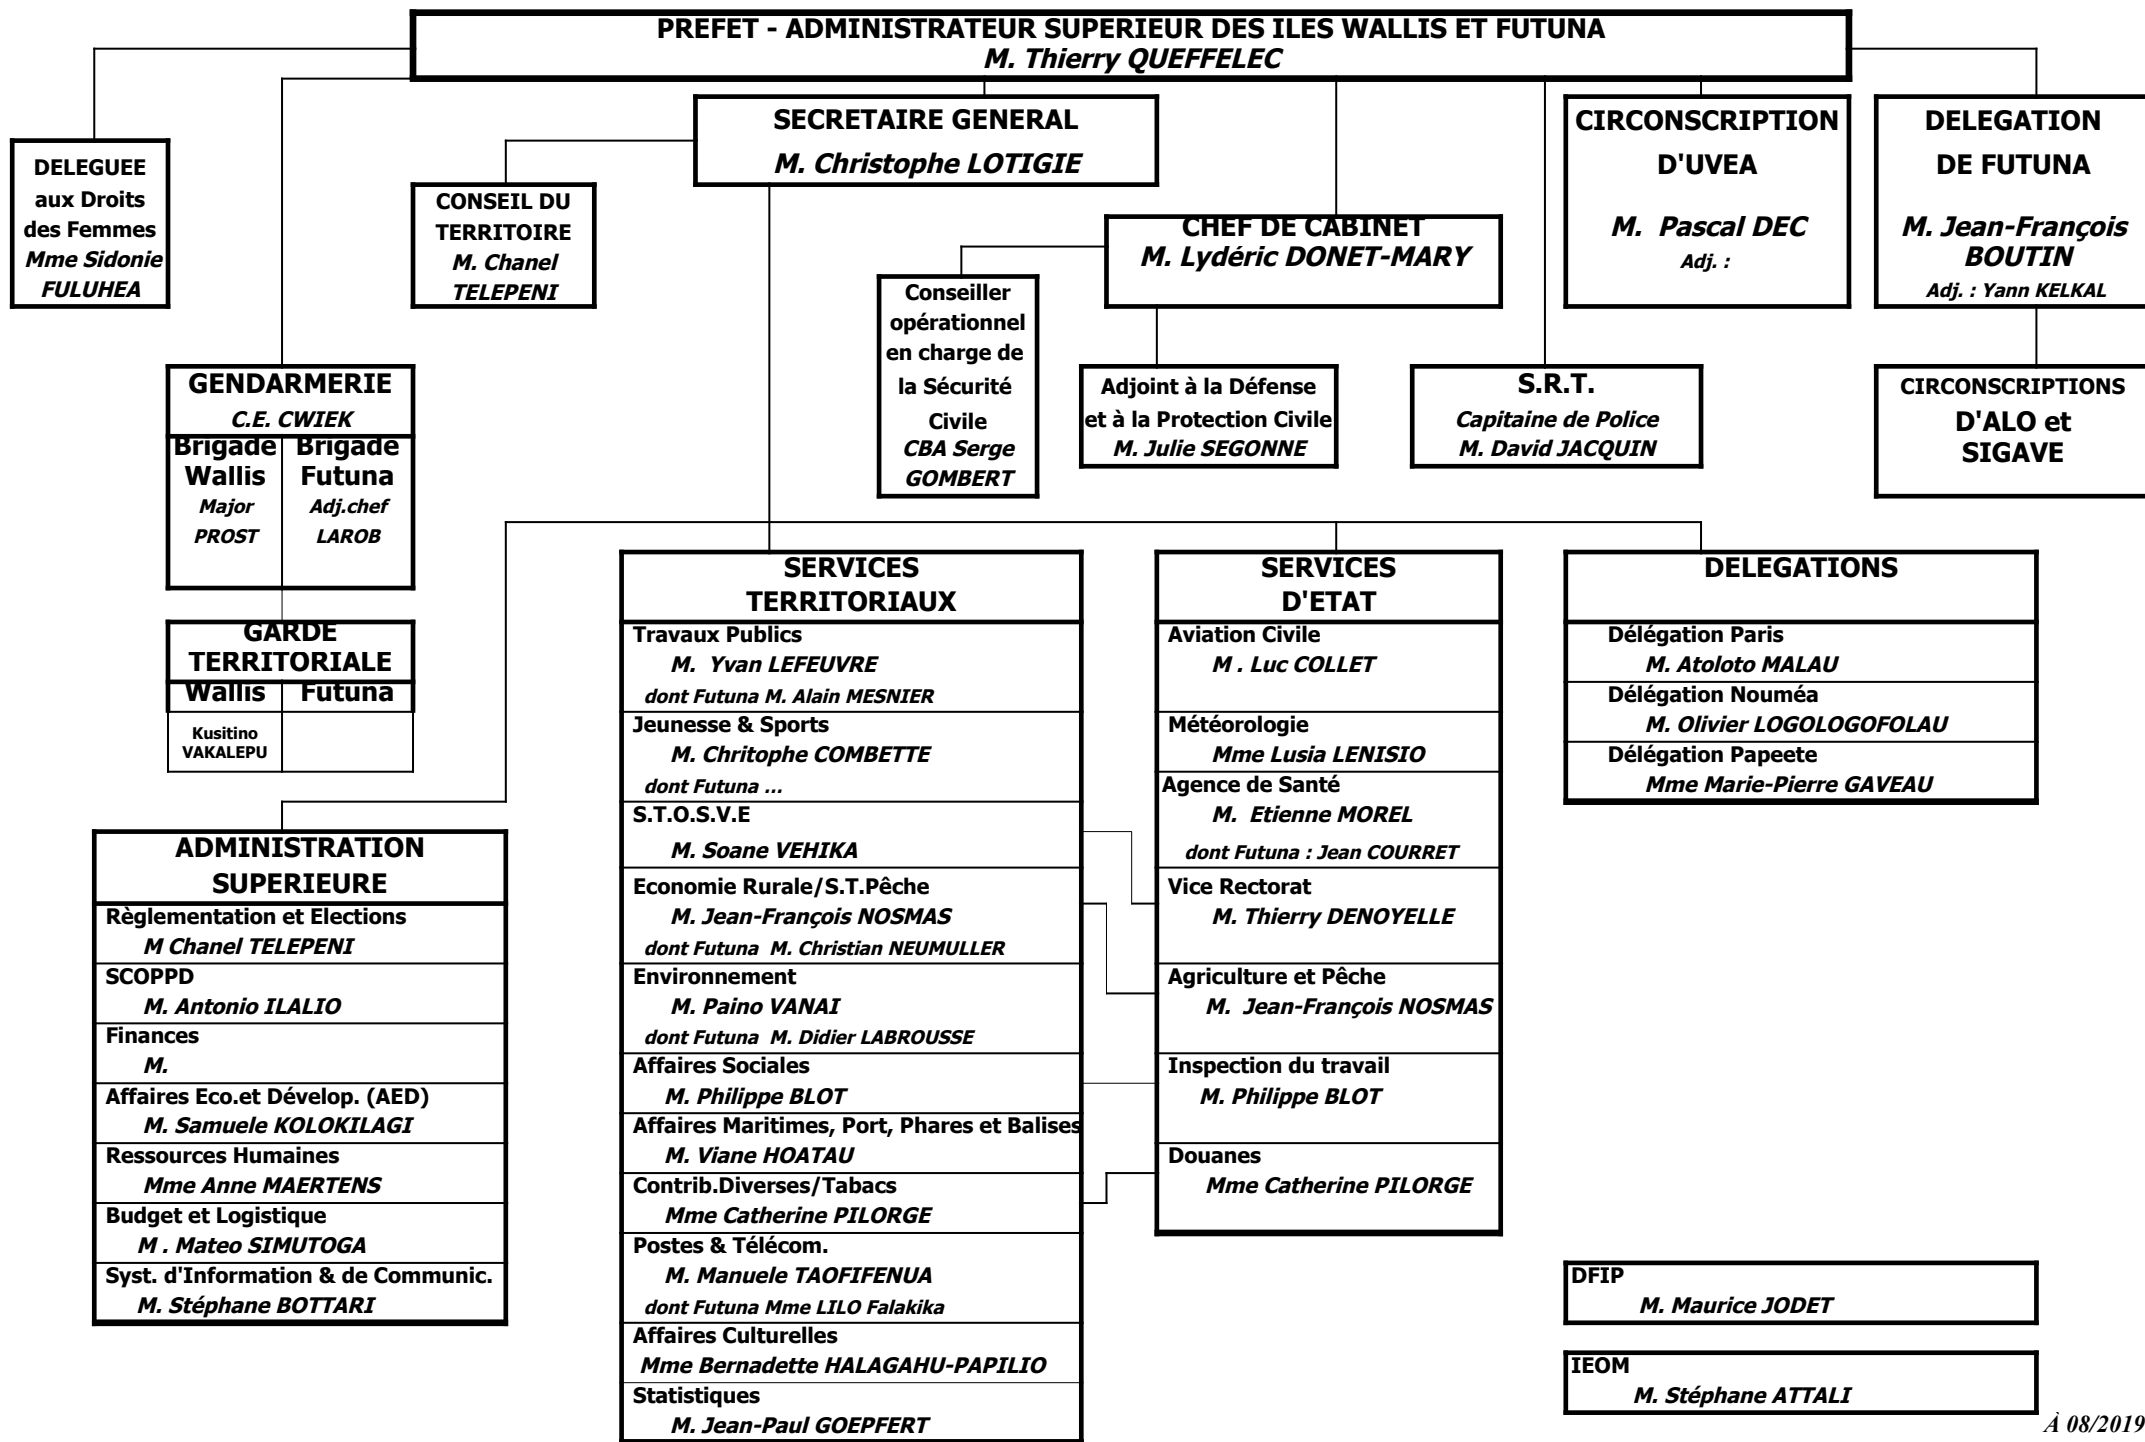 PREFET - ADMINISTRATEUR SUPERIEUR DES ILES WALLIS ET FUTUNA
M. Thierry QUEFFELEC
DELEGUEE
aux Droits
des Femmes
Mme Sidonie
FULUHEA
SECRETAIRE GENERAL
M. Christophe LOTIGIE
CONSEIL DU
TERRITOIRE
M. Chanel
TELEPENI
CHEF DE CABINET
M. Lydéric DONET-MARY
CIRCONSCRIPTION
D'UVEA
M. Pascal DEC
Adj. :
DELEGATION
DE FUTUNA
M. Jean-François
BOUTIN
Adj. : Yann KELKAL
Conseiller
opérationnel
en charge de
la Sécurité
Civile
CBA Serge
GOMBERT
Adjoint à la Défense
et à la Protection Civile
M. Julie SEGONNE
S.R.T.
Capitaine de Police
M. David JACQUIN
CIRCONSCRIPTIONS
D'ALO et
SIGAVE
GENDARMERIE
C.E. CWIEK
Brigade
Wallis
Major
PROST
Brigade
Futuna
Adj.chef
LAROB
GARDE
TERRITORIALE
Wallis
Futuna
Kusitino
VAKALEPU
ADMINISTRATION
SUPERIEURE
Règlementation et Elections
M Chanel TELEPENI
SCOPPD
M. Antonio ILALIO
Finances
M.
Affaires Eco.et Dévelop. (AED)
M. Samuele KOLOKILAGI
Ressources Humaines
Mme Anne MAERTENS
Budget et Logistique
M . Mateo SIMUTOGA
Syst. d'Information & de Communic.
M. Stéphane BOTTARI
SERVICES
TERRITORIAUX
Travaux Publics
M. Yvan LEFEUVRE
dont Futuna M. Alain MESNIER
Jeunesse & Sports
M. Chritophe COMBETTE
dont Futuna ...
S.T.O.S.V.E
M. Soane VEHIKA
Economie Rurale/S.T.Pêche
M. Jean-François NOSMAS
dont Futuna M. Christian NEUMULLER
Environnement
M. Paino VANAI
dont Futuna M. Didier LABROUSSE
Affaires Sociales
M. Philippe BLOT
Affaires Maritimes, Port, Phares et Balises
M. Viane HOATAU
Contrib.Diverses/Tabacs
Mme Catherine PILORGE
Postes & Télécom.
M. Manuele TAOFIFENUA
dont Futuna Mme LILO Falakika
Affaires Culturelles
Mme Bernadette HALAGAHU-PAPILIO
Statistiques
M. Jean-Paul GOEPFERT
SERVICES
D'ETAT
Aviation Civile
M . Luc COLLET
Météorologie
Mme Lusia LENISIO
Agence de Santé
M. Etienne MOREL
dont Futuna : Jean COURRET
Vice Rectorat
M. Thierry DENOYELLE
Agriculture et Pêche
M. Jean-François NOSMAS
Inspection du travail
M. Philippe BLOT
Douanes
Mme Catherine PILORGE
DELEGATIONS
Délégation Paris
M. Atoloto MALAU
Délégation Nouméa
M. Olivier LOGOLOGOFOLAU
Délégation Papeete
Mme Marie-Pierre GAVEAU
DFIP
M. Maurice JODET
IEOM
M. Stéphane ATTALI
À 08/2019